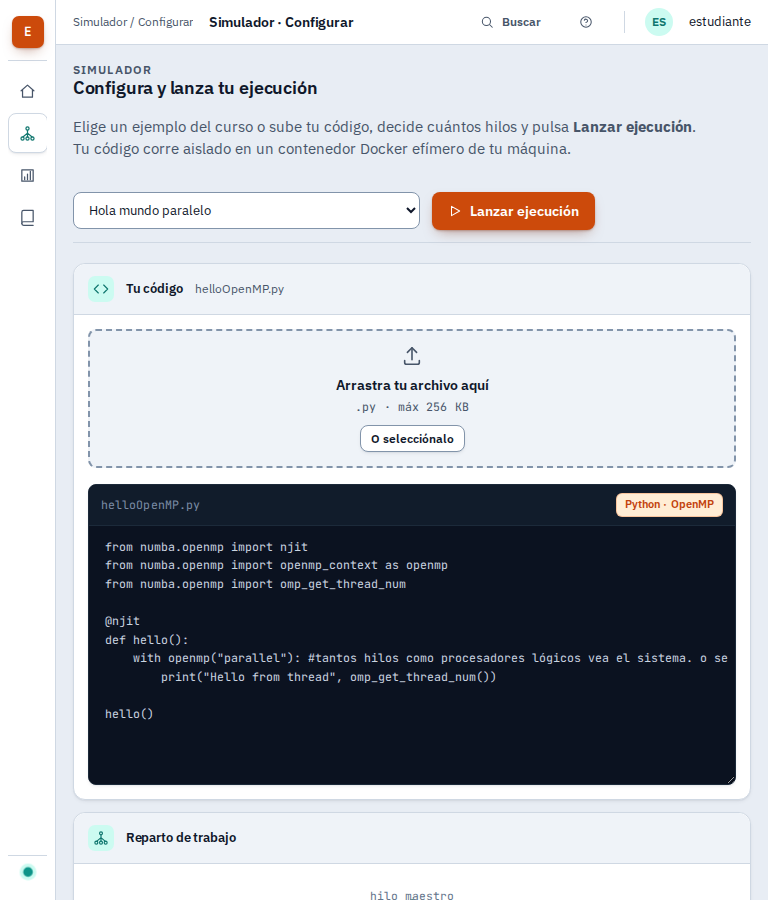 E
Simulador / Configurar
Simulador · Configurar
Buscar
ES
estudiante
SIMULADOR
Configura y lanza tu ejecución
Elige un ejemplo del curso o sube tu código, decide cuántos hilos y pulsa Lanzar ejecución.
Tu código corre aislado en un contenedor Docker efímero de tu máquina.
Hola mundo paralelo
Lanzar ejecución
Tu código
helloOpenMP.py
Arrastra tu archivo aquí
.py · máx 256 KB
O selecciónalo
helloOpenMP.py
Python · OpenMP
from numba.openmp import njit
from numba.openmp import openmp_context as openmp
from numba.openmp import omp_get_thread_num
@njit
def hello():
with openmp("parallel"): #tantos hilos como procesadores lógicos vea el sistema. o se
print("Hello from thread", omp_get_thread_num())
hello()
Reparto de trabajo
hilo maestro